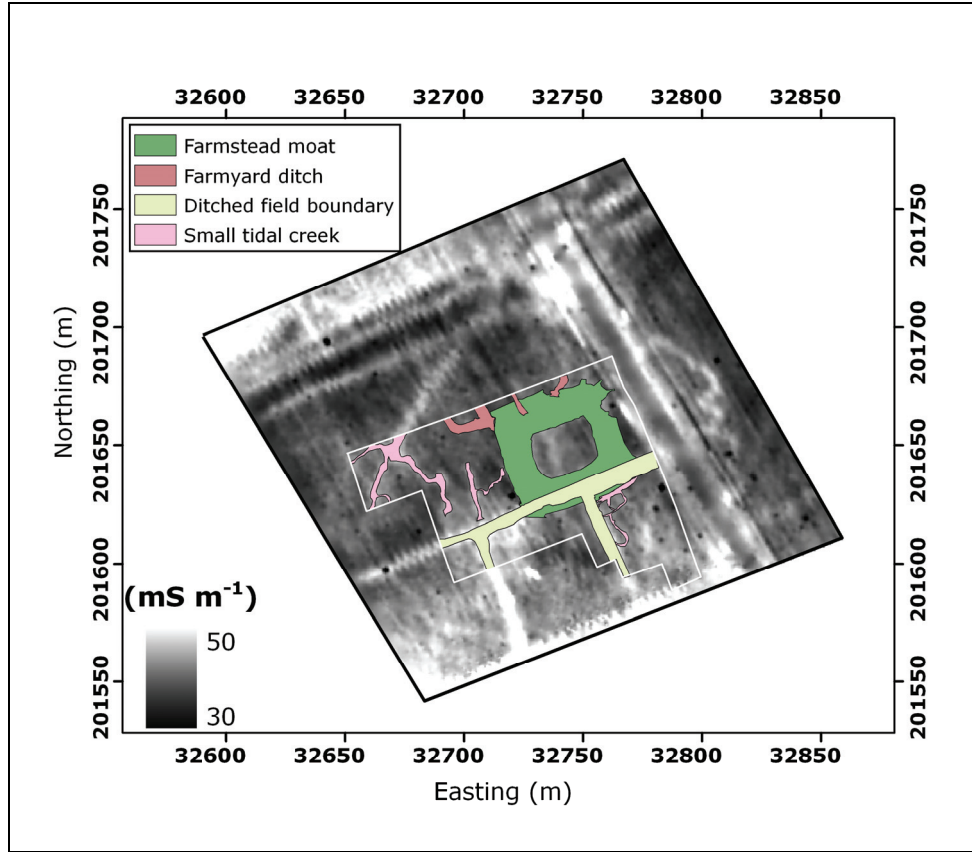 32600 32650 32700 32750 32800 32850
Farmstead moat
Farmyard ditch
Ditched field boundary
Small tidal creek
201750
201700
201650
201600
201550
Northing (m)
201750
201700
201650
201600
201550
(mS m⁻¹)
50
30
32600 32650 32700 32750 32800 32850
Easting (m)